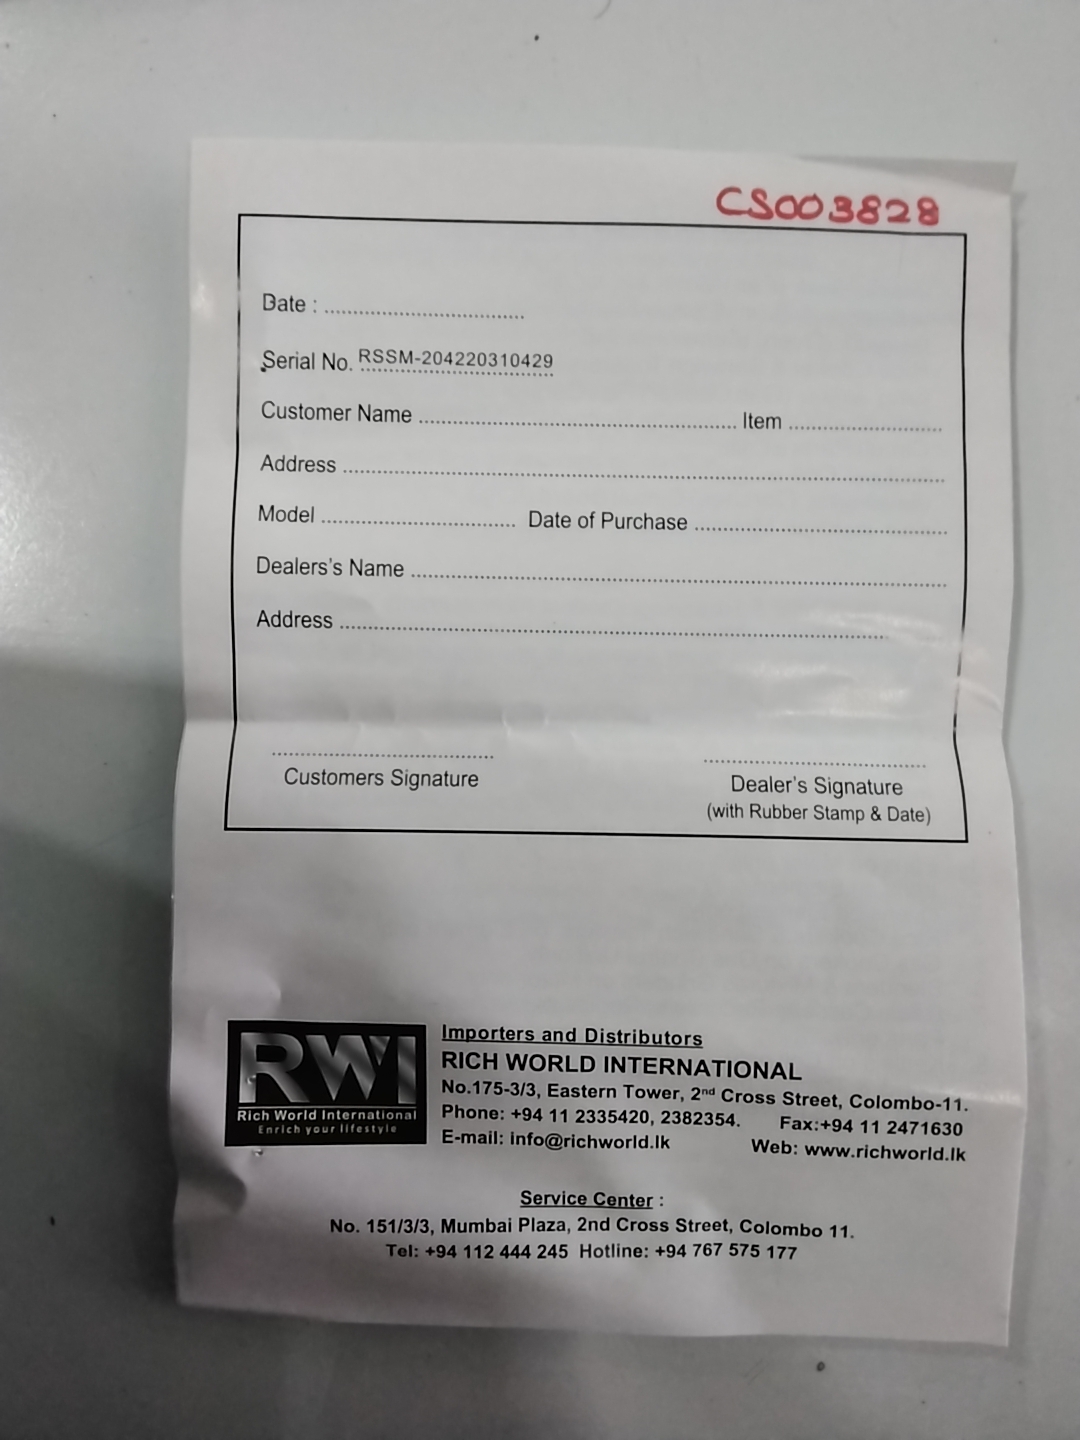 CS003828
Date : ................................
Serial No. RSSM-204220310429
Customer Name .................................................... Item .........................
Address ....................................................................................................
Model ................................ Date of Purchase ..........................................
Dealers's Name .........................................................................................
Address ...........................................................................................
Customers Signature
Dealer's Signature
(with Rubber Stamp & Date)
RWI
Rich World International
Enrich your lifestyle
Importers and Distributors
RICH WORLD INTERNATIONAL
No.175-3/3, Eastern Tower, 2nd Cross Street, Colombo-11.
Phone: +94 11 2335420, 2382354. Fax:+94 11 2471630
E-mail: info@richworld.lk Web: www.richworld.lk
Service Center :
No. 151/3/3, Mumbai Plaza, 2nd Cross Street, Colombo 11.
Tel: +94 112 444 245 Hotline: +94 767 575 177